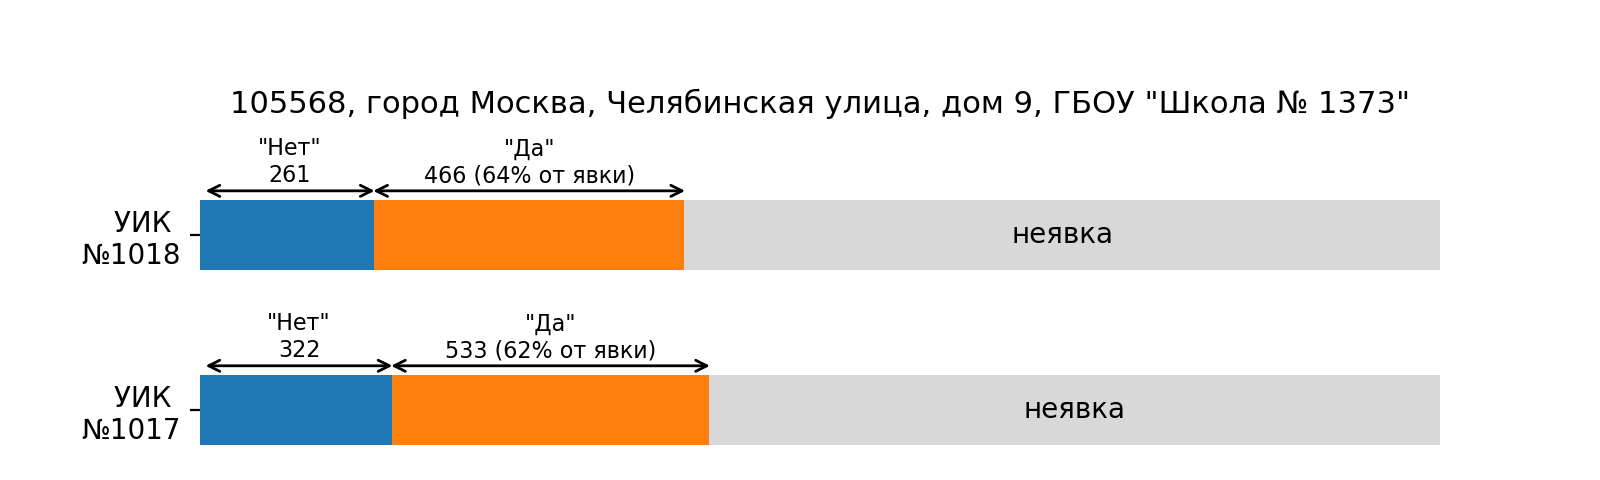 105568, город Москва, Челябинская улица, дом 9, ГБОУ "Школа № 1373"
"Нет"
261
"Да"
466 (64% от явки)
УИК
№1018
неявка
"Нет"
322
"Да"
533 (62% от явки)
УИК
№1017
неявка